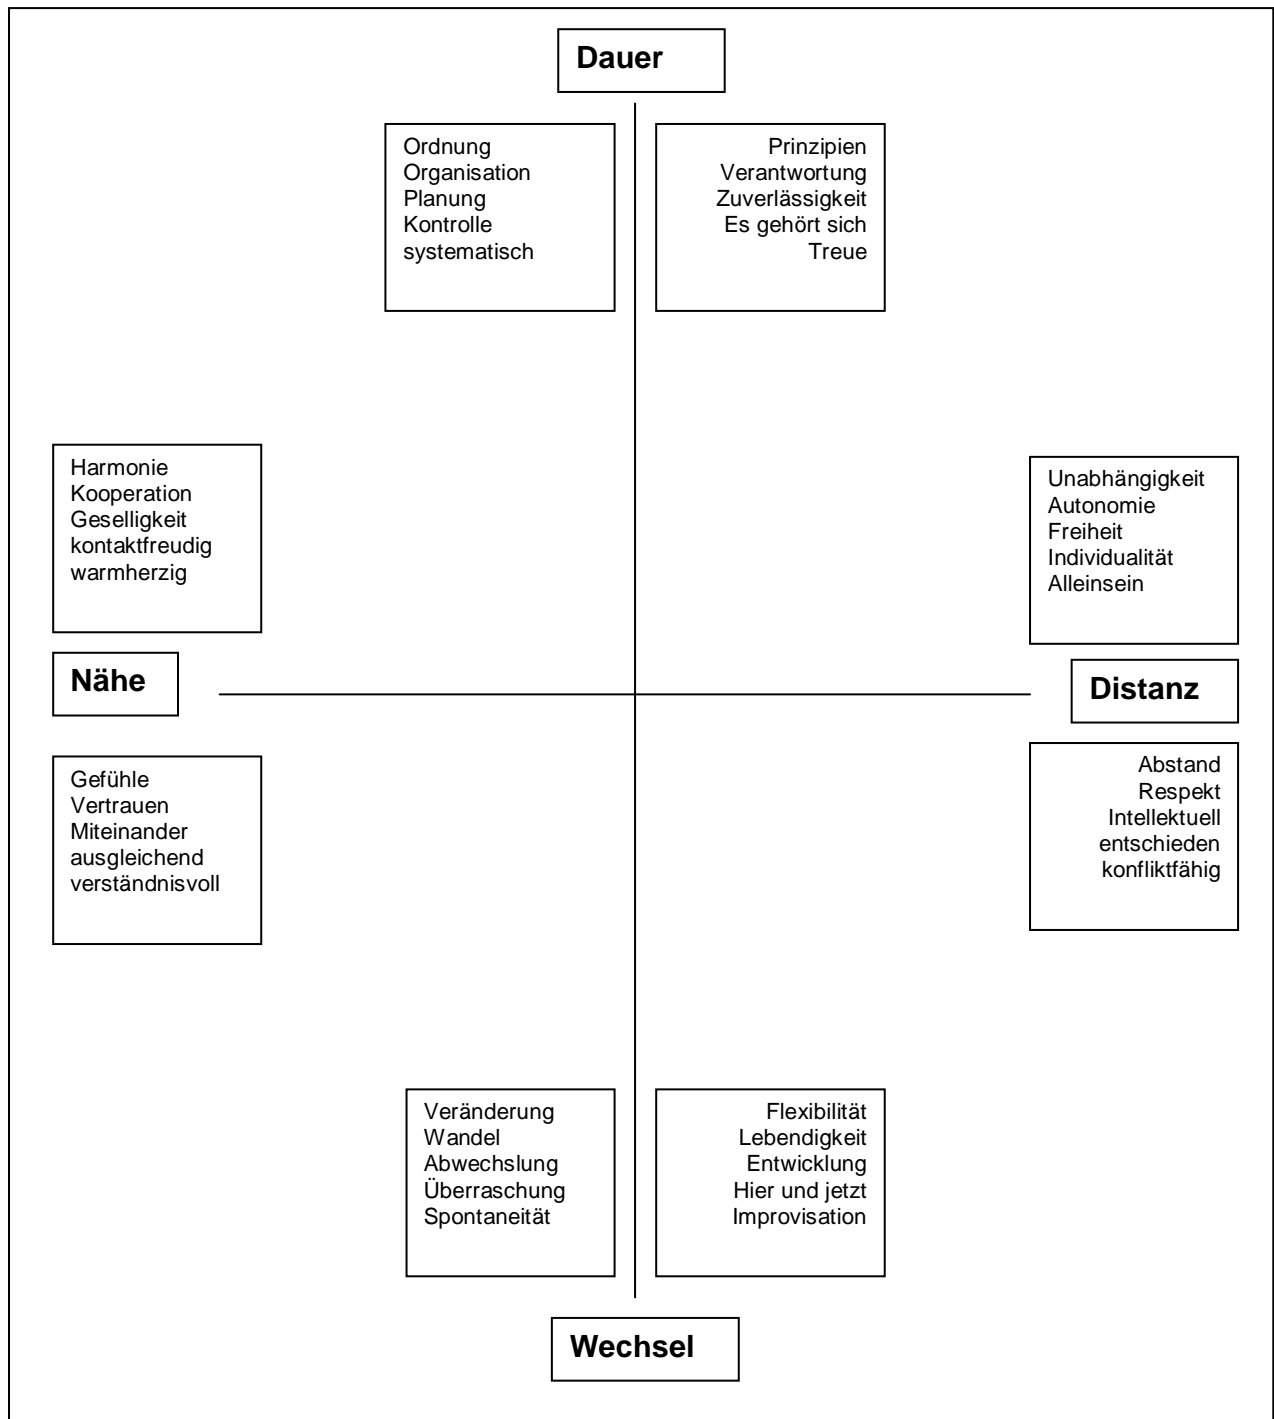 Dauer
Ordnung
Organisation
Planung
Kontrolle
systematisch
Prinzipien
Verantwortung
Zuverlässigkeit
Es gehört sich
Treue
Harmonie
Kooperation
Geselligkeit
kontaktfreudig
warmherzig
Unabhängigkeit
Autonomie
Freiheit
Individualität
Alleinsein
Nähe
Distanz
Gefühle
Vertrauen
Miteinander
ausgleichend
verständnisvoll
Abstand
Respekt
Intellektuell
entschieden
konfliktfähig
Veränderung
Wandel
Abwechslung
Überraschung
Spontaneität
Flexibilität
Lebendigkeit
Entwicklung
Hier und jetzt
Improvisation
Wechsel